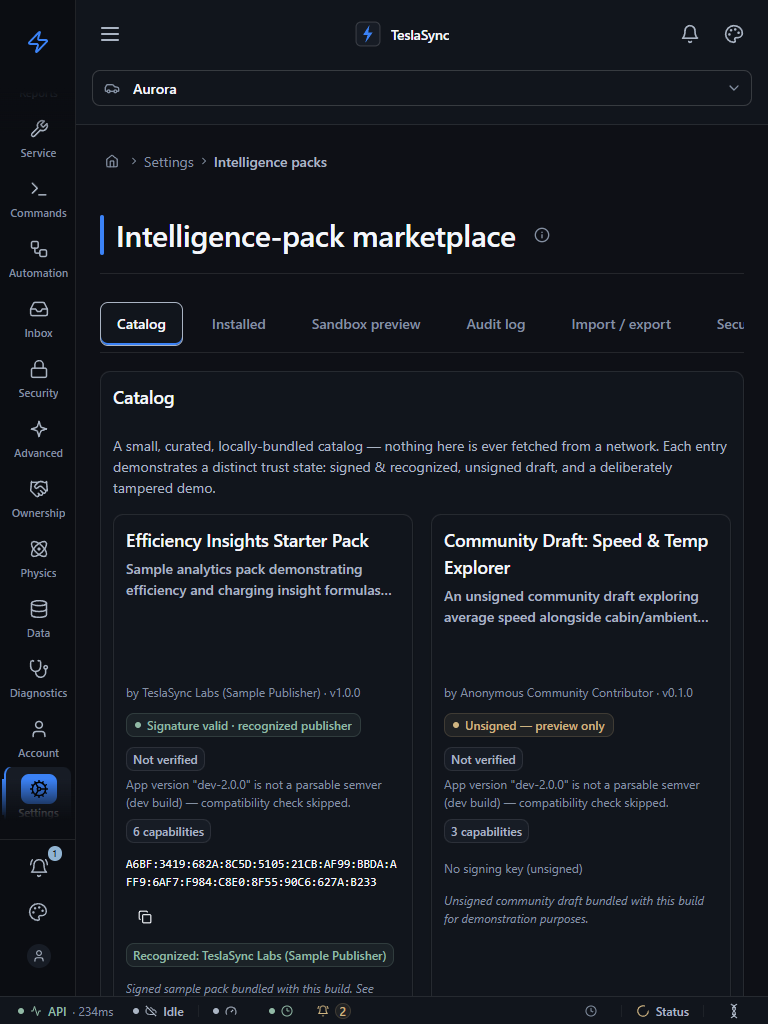 TeslaSync
Aurora
Reports
Service
Commands
Automation
Inbox
Security
Advanced
Ownership
Physics
Data
Diagnostics
Account
Settings
1
Settings
Intelligence packs
Intelligence-pack marketplace
Catalog
Installed
Sandbox preview
Audit log
Import / export
Secu
Catalog
A small, curated, locally-bundled catalog — nothing here is ever fetched from a network. Each entry
demonstrates a distinct trust state: signed & recognized, unsigned draft, and a deliberately
tampered demo.
Efficiency Insights Starter Pack
Sample analytics pack demonstrating
efficiency and charging insight formulas...
by TeslaSync Labs (Sample Publisher) · v1.0.0
Signature valid · recognized publisher
Not verified
App version "dev-2.0.0" is not a parsable semver
(dev build) — compatibility check skipped.
6 capabilities
A6BF:3419:682A:8C5D:5105:21CB:AF99:BBDA:A
FF9:6AF7:F984:C8E0:8F55:90C6:627A:B233
Recognized: TeslaSync Labs (Sample Publisher)
Signed sample pack bundled with this build. See
Community Draft: Speed & Temp
Explorer
An unsigned community draft exploring
average speed alongside cabin/ambient...
by Anonymous Community Contributor · v0.1.0
Unsigned — preview only
Not verified
App version "dev-2.0.0" is not a parsable semver
(dev build) — compatibility check skipped.
3 capabilities
No signing key (unsigned)
Unsigned community draft bundled with this build
for demonstration purposes.
API · 234ms
Idle
2
Status